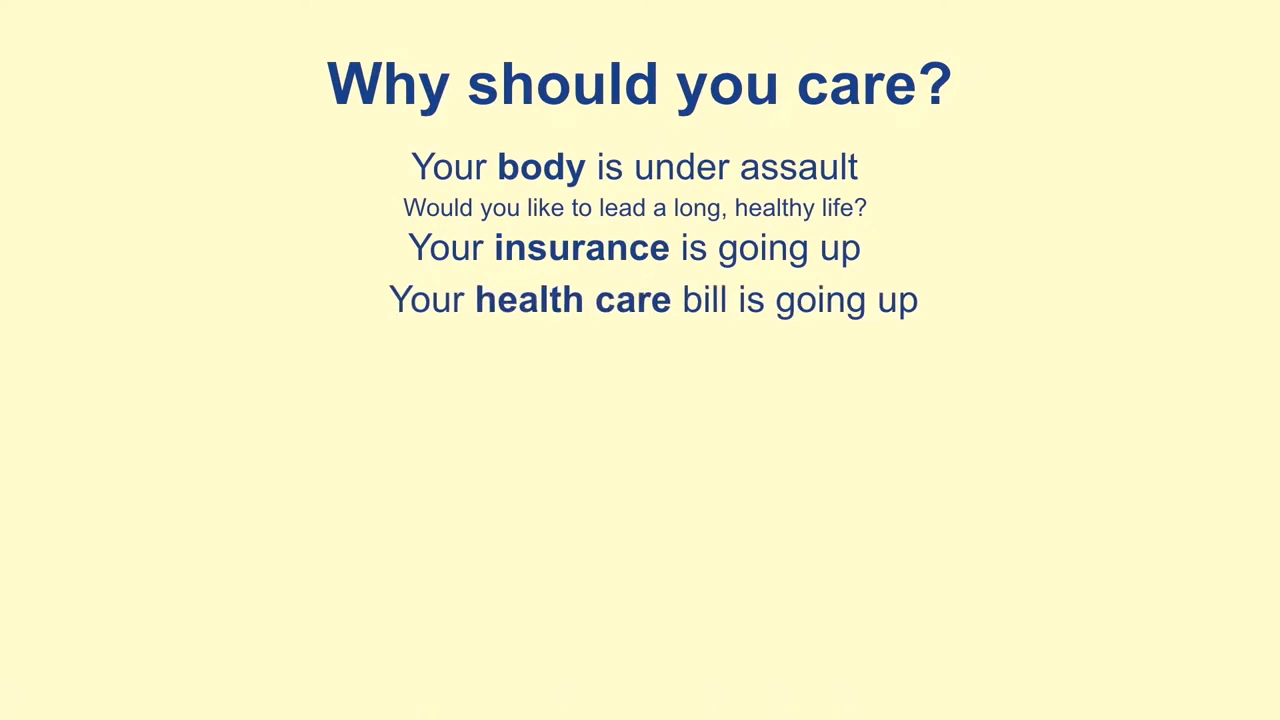 Why should you care?
Your body is under assault
Would you like to lead a long, healthy life?
Your insurance is going up
Your health care bill is going up